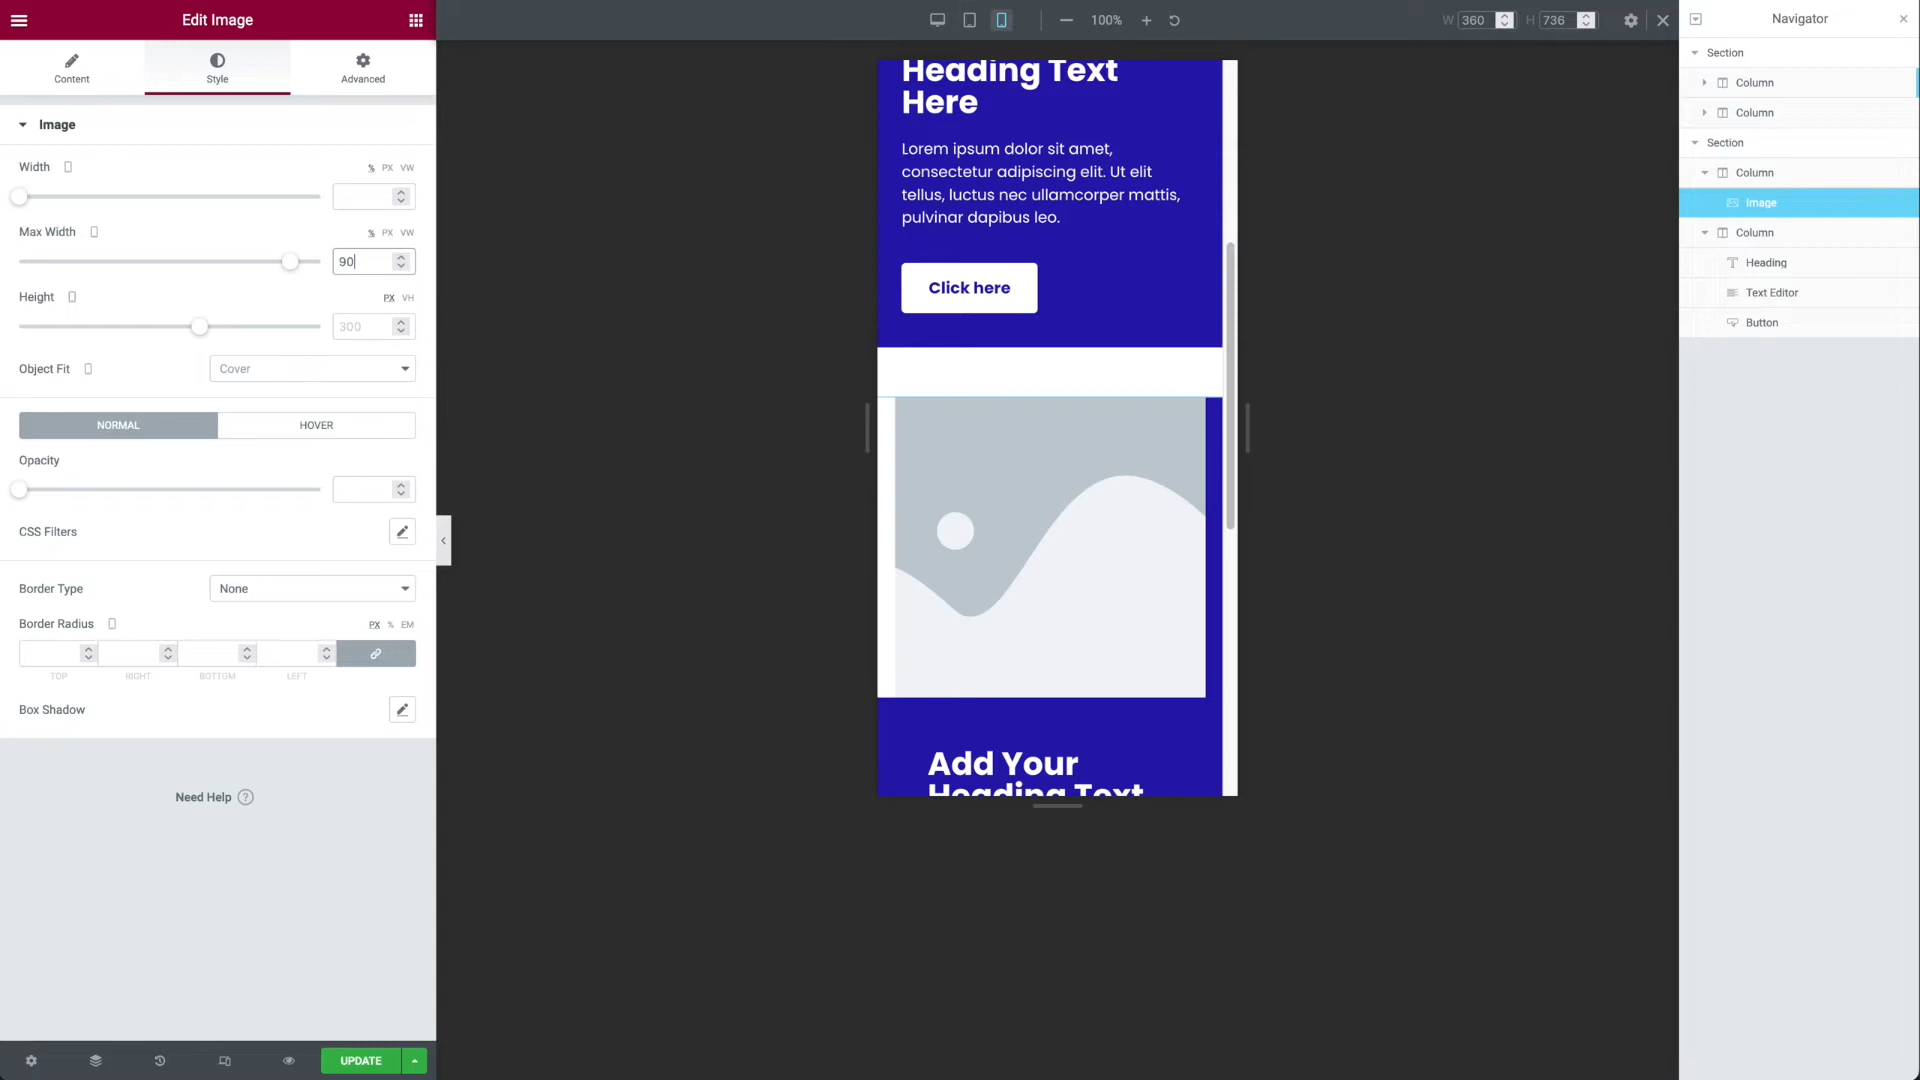 Edit Image
100%
W 360
H 736
Navigator
Content
Style
Advanced
Image
Width
% PX VW
Max Width
% PX VW
90
Height
PX VH
300
Object Fit
Cover
NORMAL
HOVER
Opacity
CSS Filters
Border Type
None
Border Radius
PX % EM
TOP
RIGHT
BOTTOM
LEFT
Box Shadow
Need Help ?
UPDATE
Heading Text
Here
Lorem ipsum dolor sit amet,
consectetur adipiscing elit. Ut elit
tellus, luctus nec ullamcorper mattis,
pulvinar dapibus leo.
Click here
Add Your
Heading Text
Section
Column
Column
Section
Column
Image
Column
Heading
Text Editor
Button